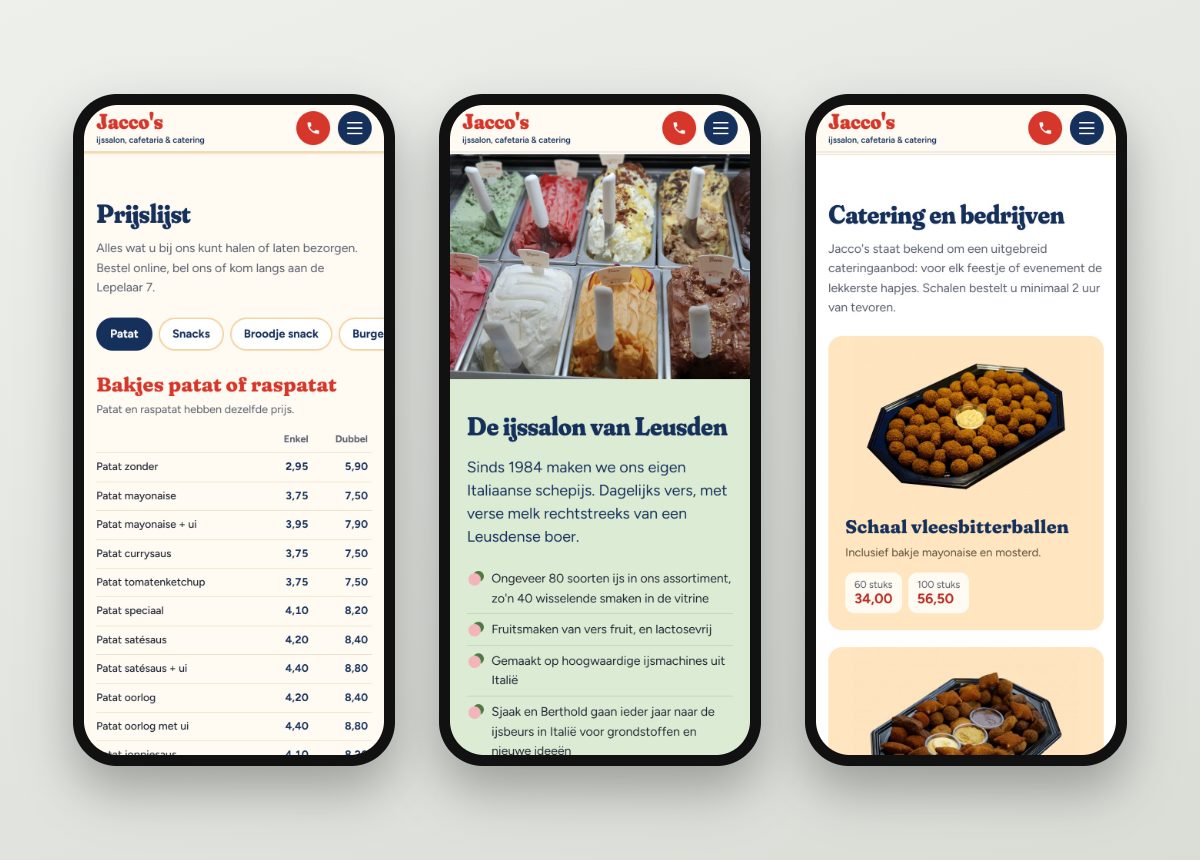 Jacco's
ijssalon, cafetaria & catering
Prijslijst
Alles wat u bij ons kunt halen of laten bezorgen.
Bestel online, bel ons of kom langs aan de
Lepelaar 7.
Patat Snacks Broodje snack Burge
Bakjes patat of raspatat
Patat en raspatat hebben dezelfde prijs.
Enkel Dubbel
Patat zonder 2,95 5,90
Patat mayonaise 3,75 7,50
Patat mayonaise + ui 3,95 7,90
Patat currysaus 3,75 7,50
Patat tomatenketchup 3,75 7,50
Patat speciaal 4,10 8,20
Patat satésaus 4,20 8,40
Patat satésaus + ui 4,40 8,80
Patat oorlog 4,20 8,40
Patat oorlog met ui 4,40 8,80
Jacco's
ijssalon, cafetaria & catering
De ijssalon van Leusden
Sinds 1984 maken we ons eigen
Italiaanse schepijs. Dagelijks vers, met
verse melk rechtstreeks van een
Leusdense boer.
Ongeveer 80 soorten ijs in ons assortiment,
zo'n 40 wisselende smaken in de vitrine
Fruitsmaken van vers fruit, en lactosevrij
Gemaakt op hoogwaardige ijsmachines uit
Italië
Sjaak en Berthold gaan ieder jaar naar de
ijsbeurs in Italië voor grondstoffen en
nieuwe ideeën
Jacco's
ijssalon, cafetaria & catering
Catering en bedrijven
Jacco's staat bekend om een uitgebreid
cateringaanbod: voor elk feestje of evenement de
lekkerste hapjes. Schalen bestelt u minimaal 2 uur
van tevoren.
Schaal vleesbitterballen
Inclusief bakje mayonaise en mosterd.
60 stuks 100 stuks
34,00 56,50